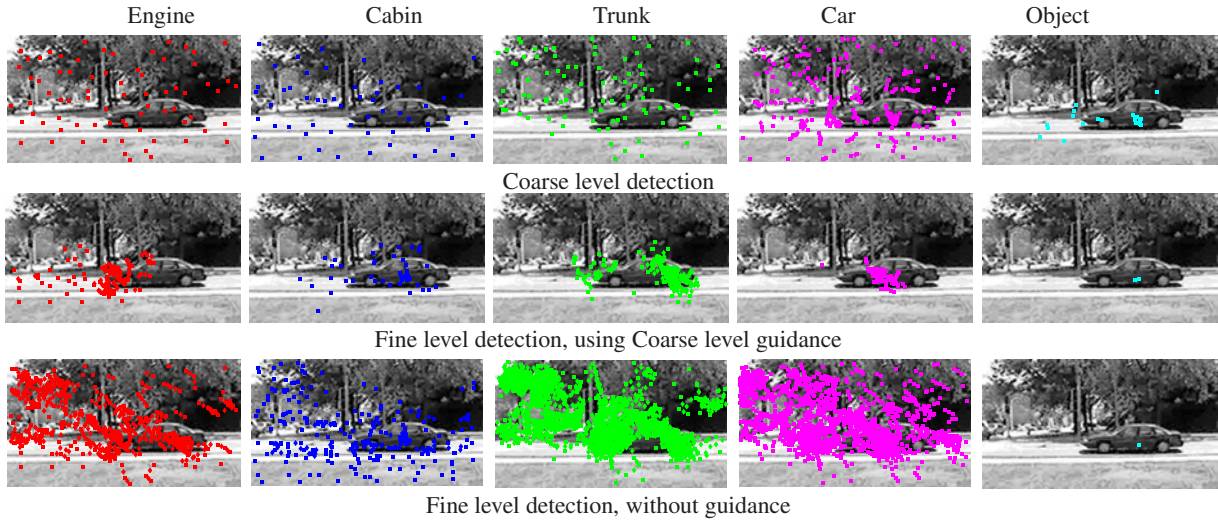 Engine Cabin Trunk Car Object
Coarse level detection
Fine level detection, using Coarse level guidance
Fine level detection, without guidance